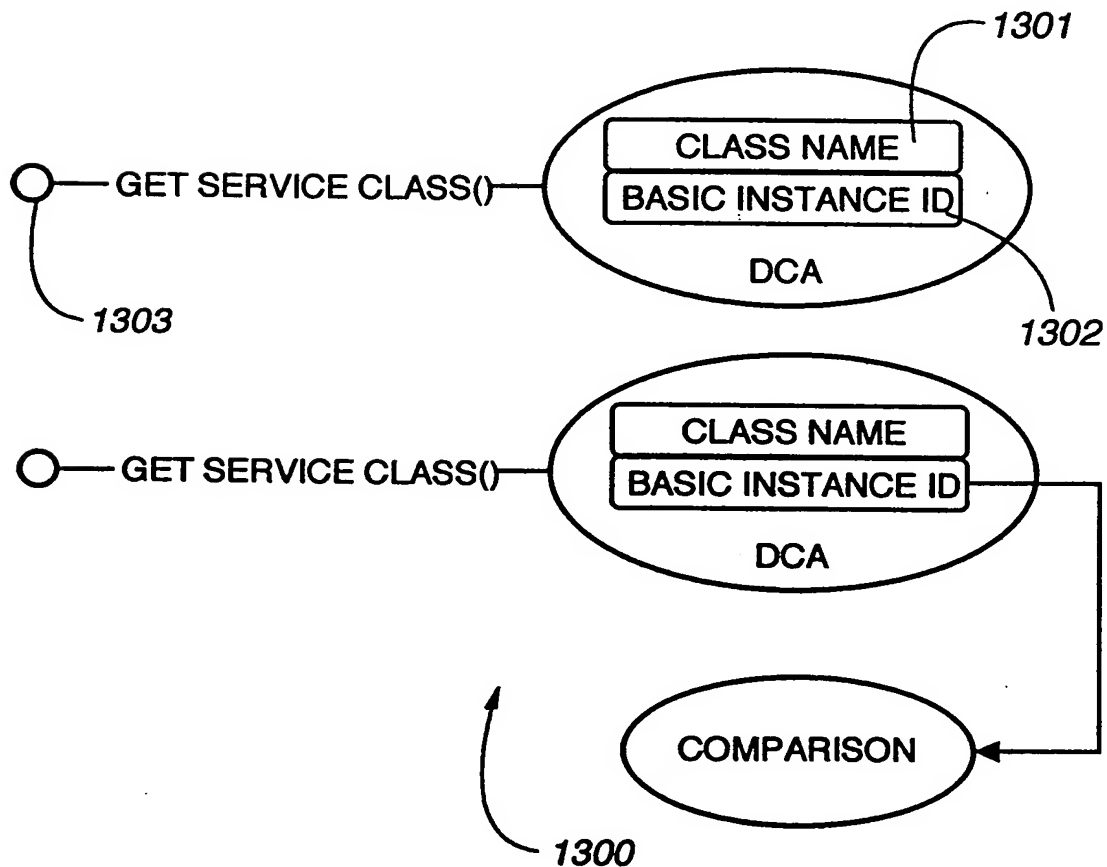 1301
CLASS NAME
GET SERVICE CLASS()
BASIC INSTANCE ID
DCA
1303
1302
CLASS NAME
GET SERVICE CLASS()
BASIC INSTANCE ID
DCA
COMPARISON
1300